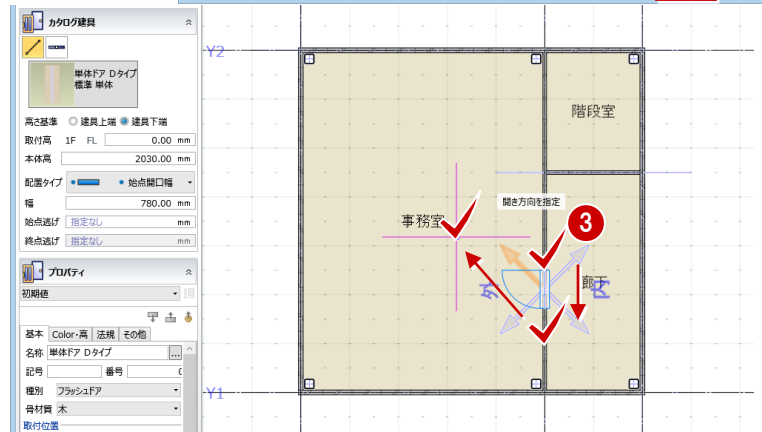 カタログ建具
単体ドア Dタイプ
標準 単体
高さ基準 建具上端 建具下端
取付高 1F FL 0.00 mm
本体高 2030.00 mm
配置タイプ 始点開口幅
幅 780.00 mm
始点逃げ 指定なし mm
終点逃げ 指定なし mm
プロパティ
初期値
基本 Color・高 法規 その他
名称 単体ドア Dタイプ ...
記号 番号
種別 フラッシュドア
骨材質 木
取付位置
Y2
階段室
開き方向を指定
事務室
3
廊下
外
内
Y1